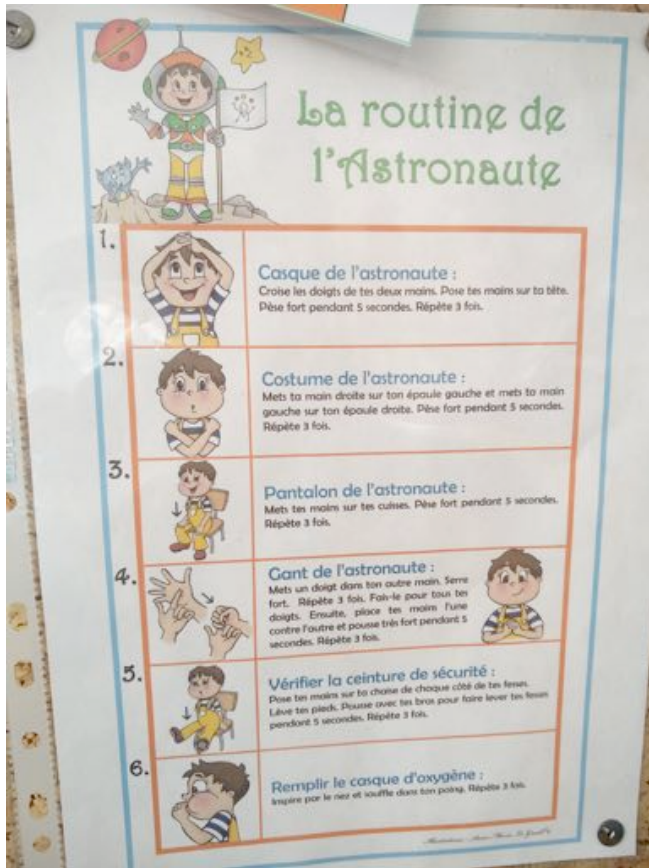 La routine de
l'Astronaute
1.
Casque de l'astronaute :
Croise les doigts de tes deux mains. Pose tes mains sur ta tête.
Pèse fort pendant 5 secondes. Répète 3 fois.
2.
Costume de l'astronaute :
Mets ta main droite sur ton épaule gauche et mets ta main
gauche sur ton épaule droite. Pèse fort pendant 5 secondes.
Répète 3 fois.
3.
Pantalon de l'astronaute :
Mets tes mains sur tes cuisses. Pèse fort pendant 5 secondes.
Répète 3 fois.
4.
Gant de l'astronaute :
Mets un doigt dans ton autre main. Serre
fort. Répète 3 fois. Fais-le pour tous tes
doigts. Ensuite, place tes mains l'une
contre l'autre et pousse très fort pendant 5
secondes. Répète 3 fois.
5.
Vérifier la ceinture de sécurité :
Pose tes mains sur ta chaise de chaque côté de tes fesses.
Lève tes pieds. Pousse avec tes bras pour faire lever tes fesses
pendant 5 secondes. Répète 3 fois.
6.
Remplir le casque d'oxygène :
Inspire par le nez et souffle dans ton poing. Répète 3 fois.